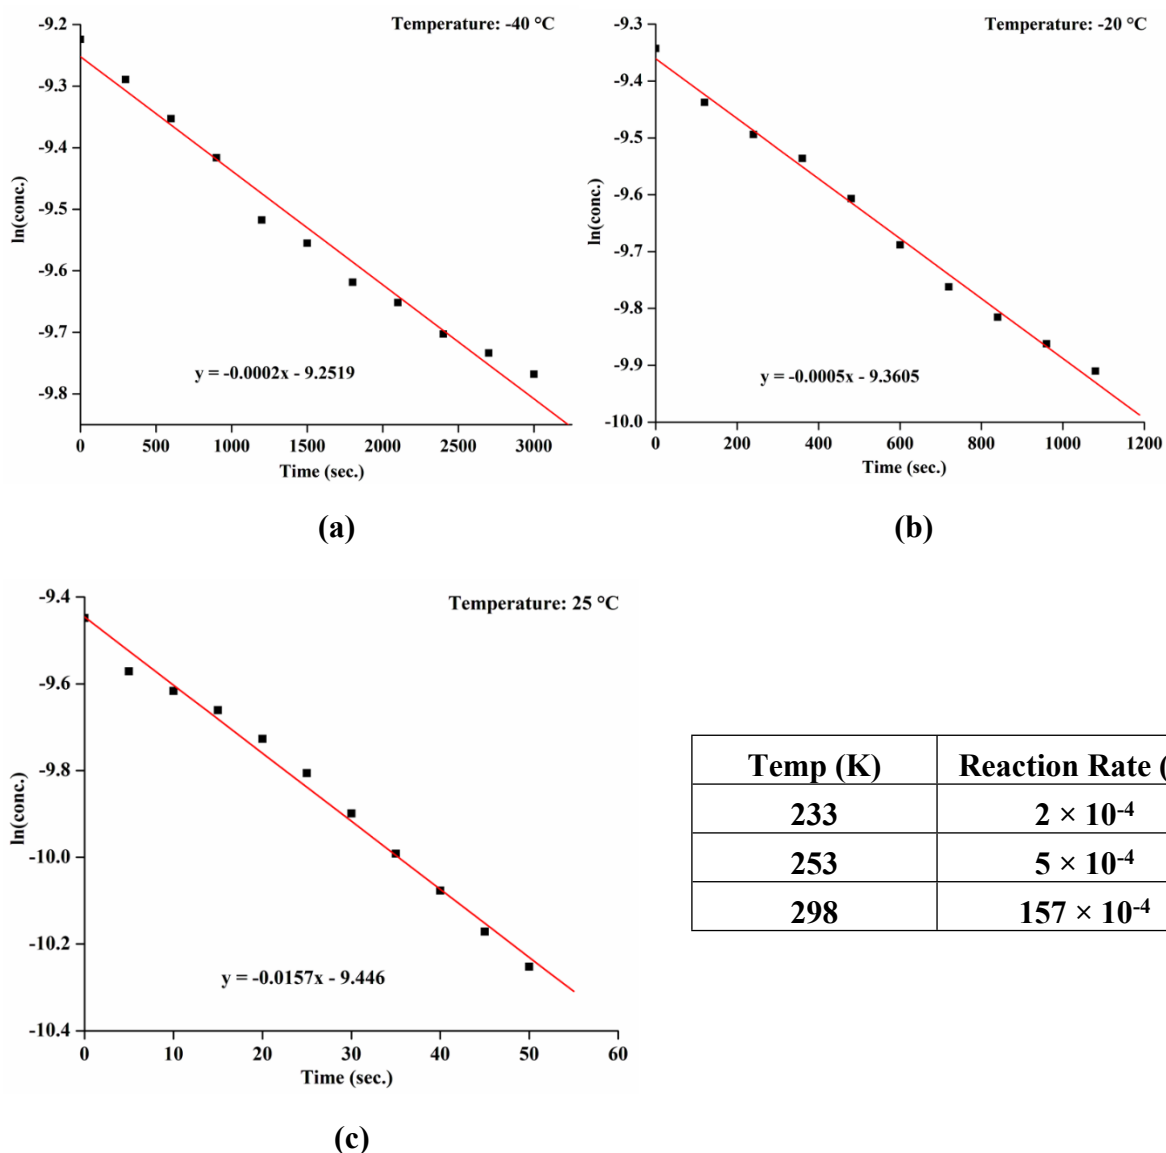 Temperature: -40 °C
-9.2
-9.3
-9.4
-9.5
-9.6
-9.7
-9.8
ln(conc.)
y = -0.0002x - 9.2519
0 500 1000 1500 2000 2500 3000
Time (sec.)
(a)
Temperature: -20 °C
-9.3
-9.4
-9.5
-9.6
-9.7
-9.8
-9.9
-10.0
ln(conc.)
y = -0.0005x - 9.3605
0 200 400 600 800 1000 1200
Time (sec.)
(b)
Temperature: 25 °C
-9.4
-9.6
-9.8
-10.0
-10.2
-10.4
ln(conc.)
y = -0.0157x - 9.446
0 10 20 30 40 50 60
Time (sec.)
(c)
Temp (K) Reaction Rate (
233 2 × 10-4
253 5 × 10-4
298 157 × 10-4